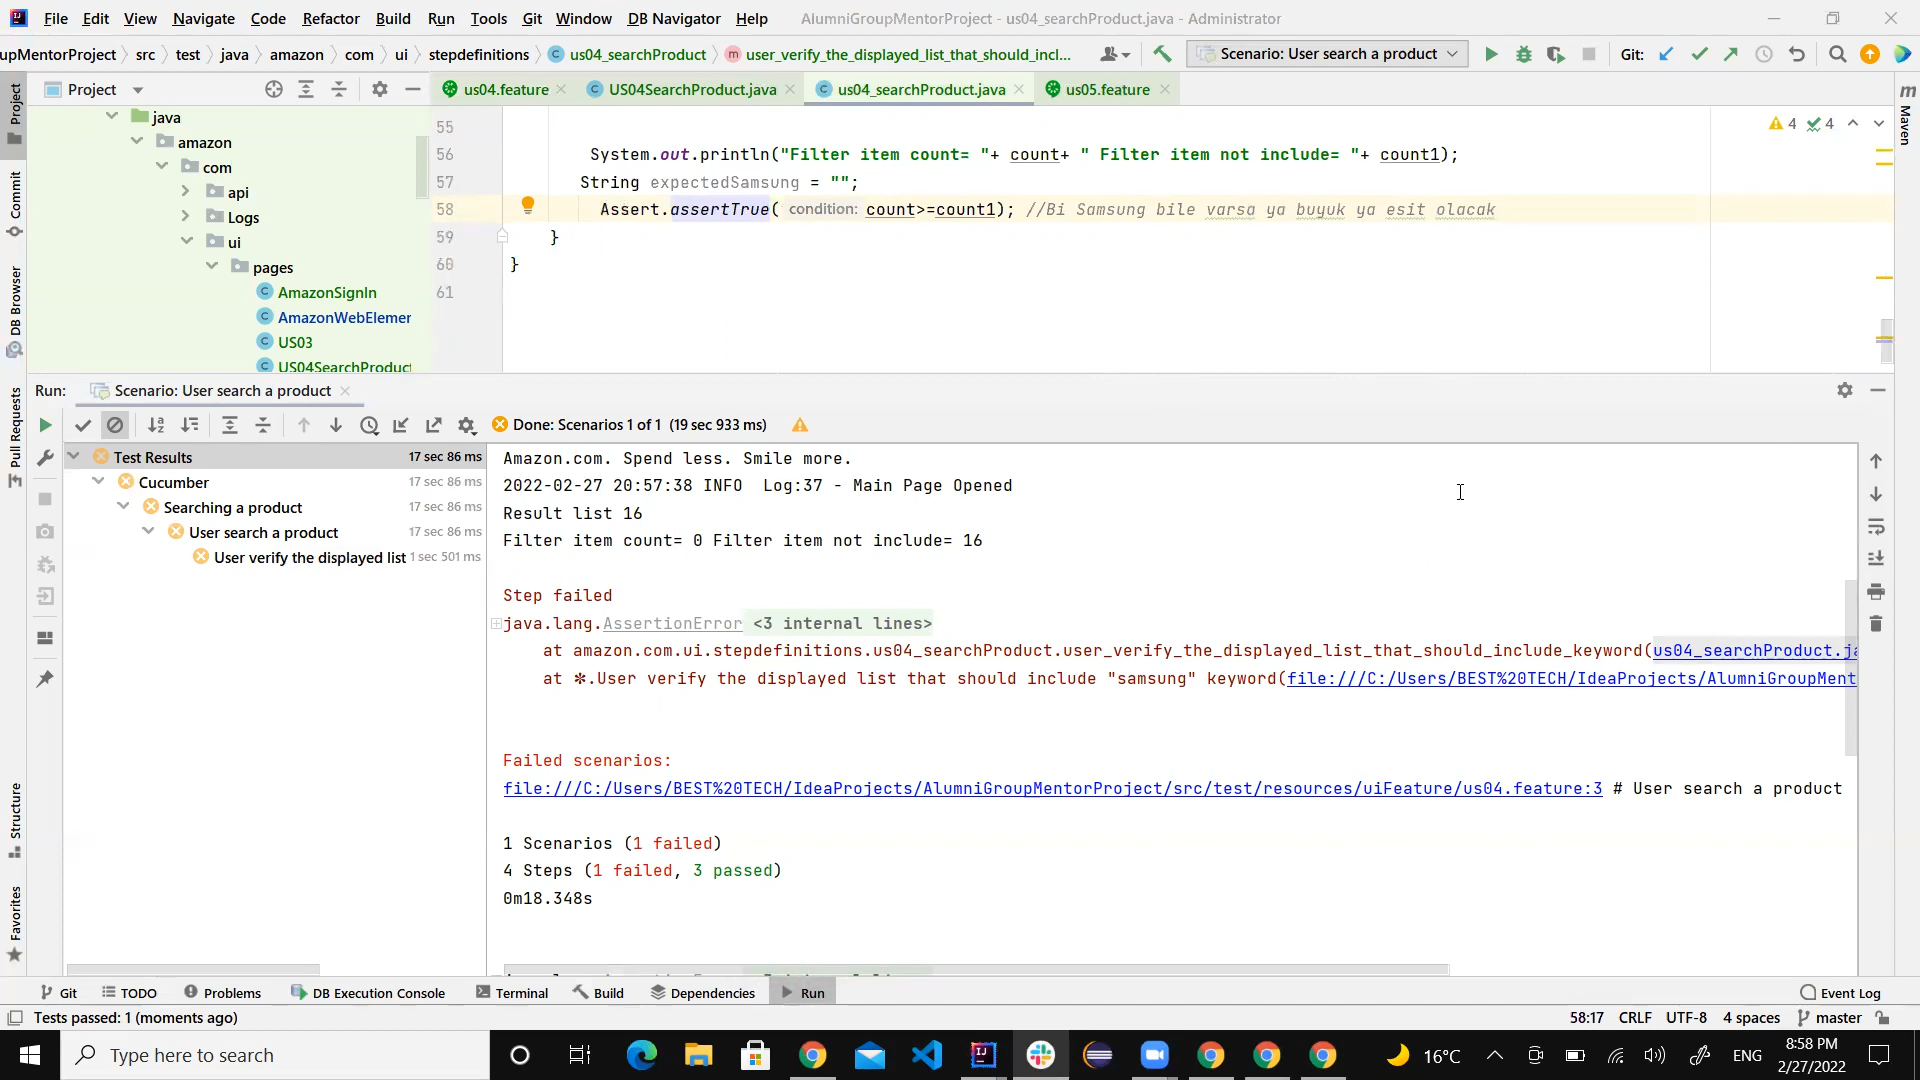 File Edit View Navigate Code Refactor Build Run Tools Git Window DB Navigator Help AlumniGroupMentorProject - us04_searchProduct.java - Administrator
upMentorProject src test java amazon com ui stepdefinitions us04_searchProduct user_verify_the_displayed_list_that_should_incl... Scenario: User search a product Git:
Project
us04.feature US04SearchProduct.java us04_searchProduct.java us05.feature
java
amazon
com
api
Logs
ui
pages
AmazonSignIn
AmazonWebElemen
US03
US04SearchProduct
55
56 System.out.println("Filter item count= "+ count+ " Filter item not include= "+ count1);
57 String expectedSamsung = "";
58 Assert.assertTrue( condition: count>=count1); //Bi Samsung bile varsa ya buyuk ya esit olacak
59 }
60 }
61
4 4
Project
Commit
DB Browser
Pull Requests
Structure
Favorites
m Maven
Run: Scenario: User search a product
Done: Scenarios 1 of 1 (19 sec 933 ms)
Test Results 17 sec 86 ms
Cucumber 17 sec 86 ms
Searching a product 17 sec 86 ms
User search a product 17 sec 86 ms
User verify the displayed list 1 sec 501 ms
Amazon.com. Spend less. Smile more.
2022-02-27 20:57:38 INFO Log:37 - Main Page Opened
Result list 16
Filter item count= 0 Filter item not include= 16
Step failed
java.lang.AssertionError <3 internal lines>
at amazon.com.ui.stepdefinitions.us04_searchProduct.user_verify_the_displayed_list_that_should_include_keyword(us04_searchProduct.ja
at ✽.User verify the displayed list that should include "samsung" keyword(file:///C:/Users/BEST%20TECH/IdeaProjects/AlumniGroupMent
Failed scenarios:
file:///C:/Users/BEST%20TECH/IdeaProjects/AlumniGroupMentorProject/src/test/resources/uiFeature/us04.feature:3 # User search a product
1 Scenarios (1 failed)
4 Steps (1 failed, 3 passed)
0m18.348s
Git TODO Problems DB Execution Console Terminal Build Dependencies Run Event Log
Tests passed: 1 (moments ago) 58:17 CRLF UTF-8 4 spaces master
Type here to search 16°C ENG 8:58 PM
2/27/2022